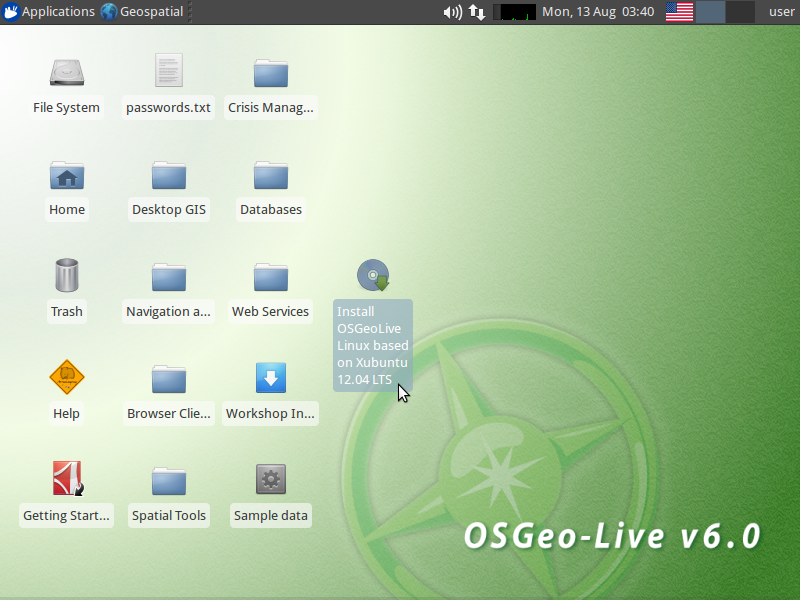 Applications Geospatial Mon, 13 Aug 03:40 user
File System passwords.txt Crisis Manag...
Home Desktop GIS Databases
Trash Navigation a... Web Services
Install
OSGeoLive
Linux based
on Xubuntu
12.04 LTS
Help Browser Clie... Workshop In...
Getting Start... Spatial Tools Sample data
OSGeo-Live v6.0